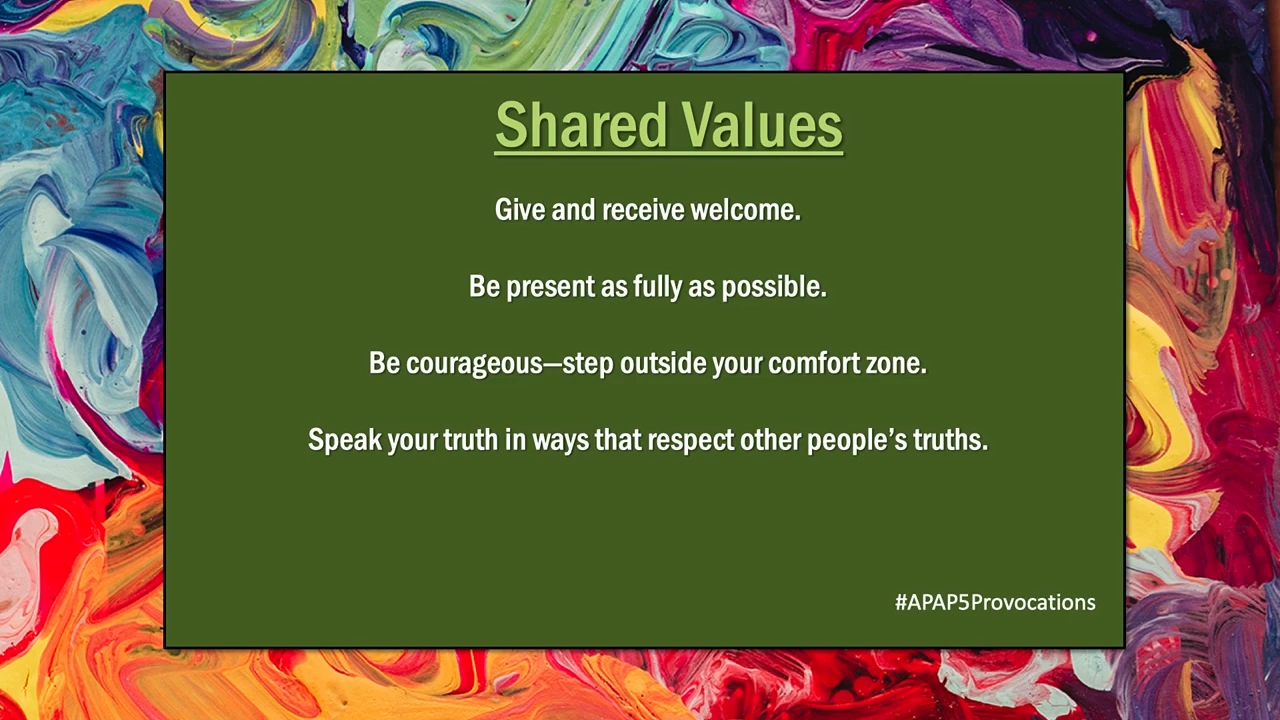 Shared Values
Give and receive welcome.
Be present as fully as possible.
Be courageous—step outside your comfort zone.
Speak your truth in ways that respect other people’s truths.
#APAP5Provocations